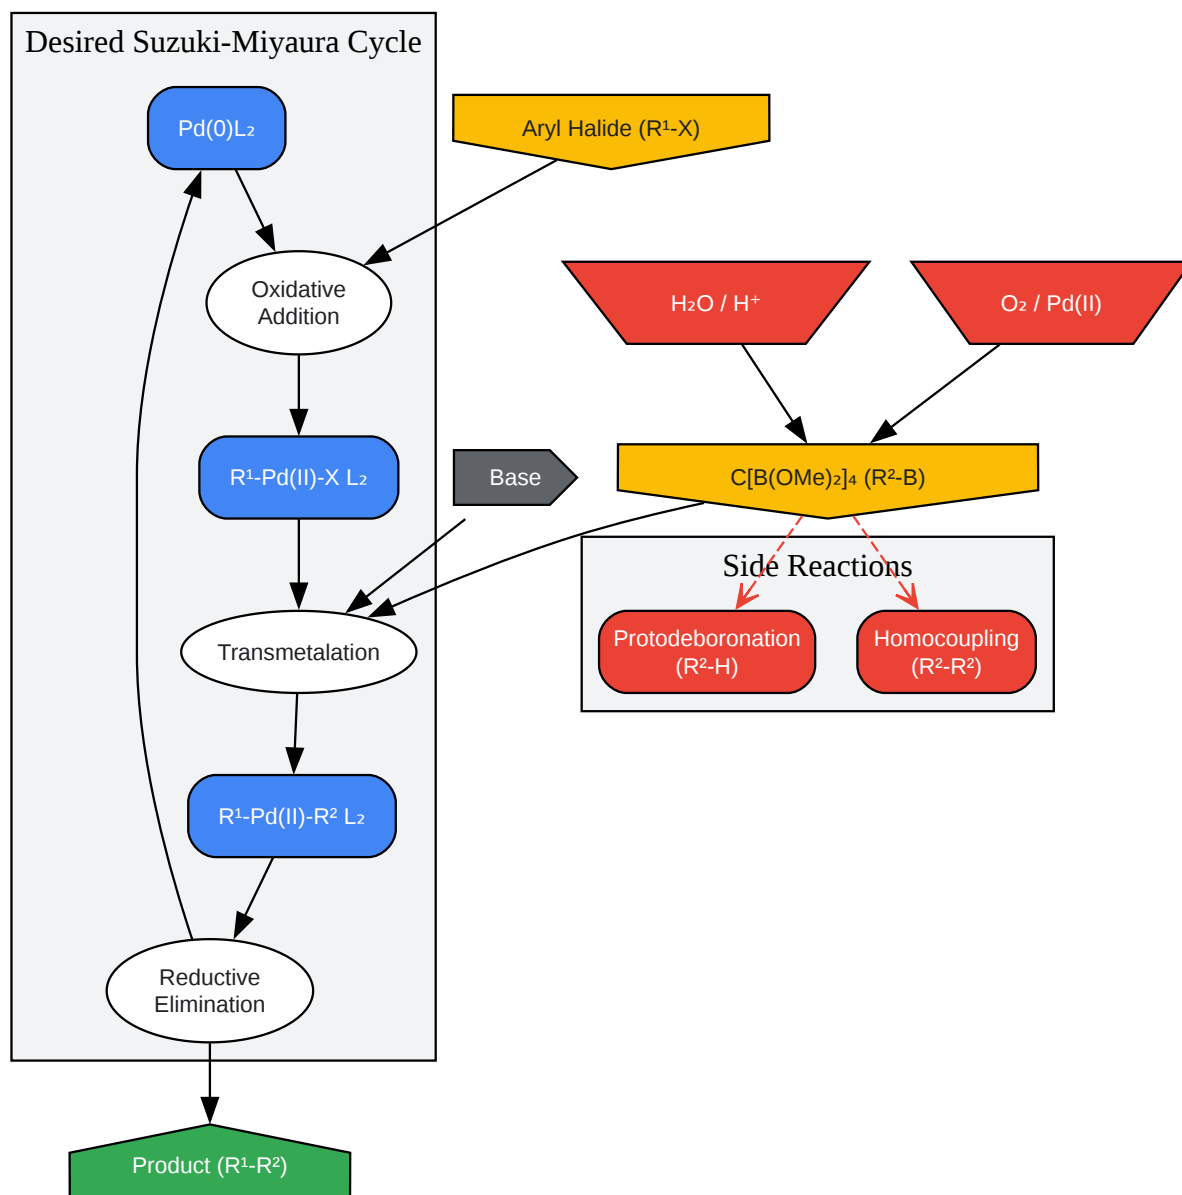 Desired Suzuki-Miyaura Cycle
Pd(0)L₂
Aryl Halide (R¹-X)
Oxidative
Addition
H₂O / H⁺
O₂ / Pd(II)
R¹-Pd(II)-X L₂
Base
C[B(OMe)₂]₄ (R²-B)
Side Reactions
Transmetalation
Protodeboronation
(R²-H)
Homocoupling
(R²-R²)
R¹-Pd(II)-R² L₂
Reductive
Elimination
Product (R¹-R²)